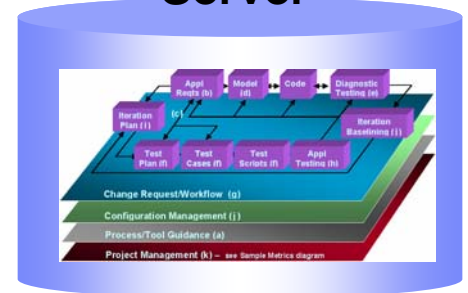 Server
Appl Reqts (b)
Model (d)
Code
Diagnostic Testing (e)
Iteration Plan (i)
(c)
Iteration Baselining (j)
Test Plan (f)
Test Cases (f)
Test Scripts (f)
Appl Testing (h)
Change Request/Workflow (g)
Configuration Management (j)
Process/Tool Guidance (a)
Project Management (k) – see Sample Metrics diagram